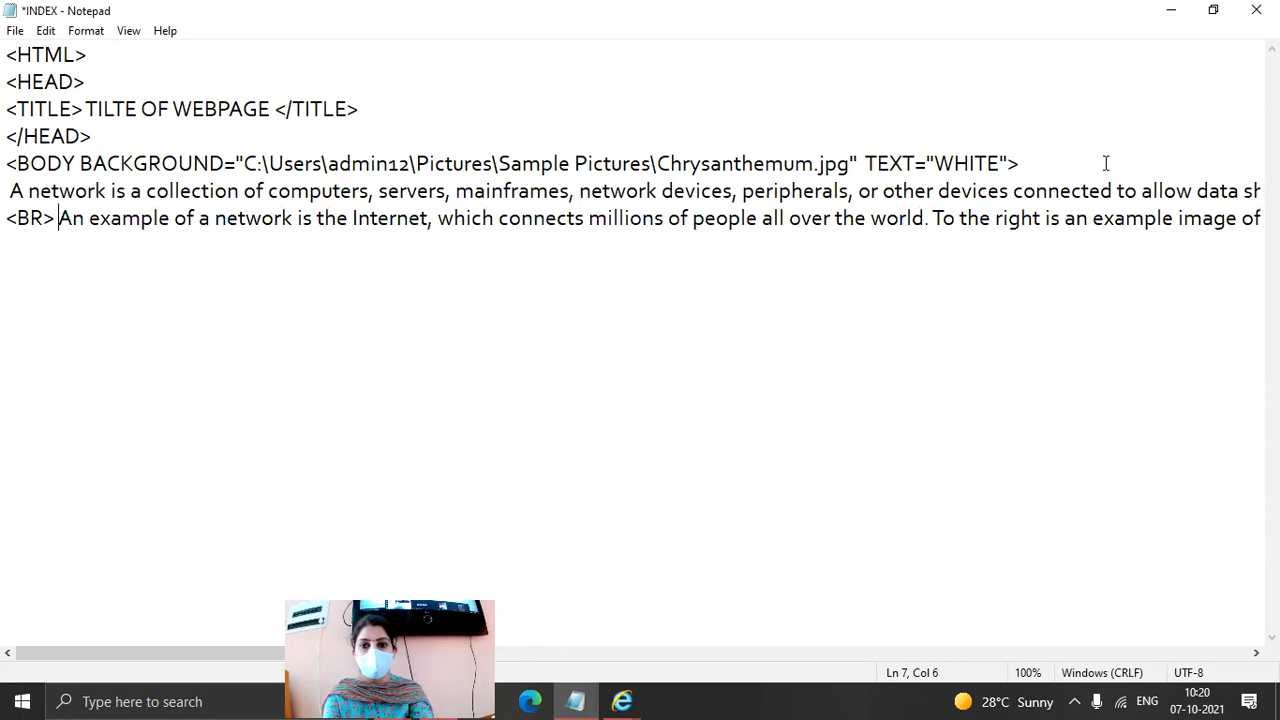 *INDEX - Notepad
File Edit Format View Help
<HTML>
<HEAD>
<TITLE> TILTE OF WEBPAGE </TITLE>
</HEAD>
<BODY BACKGROUND="C:\Users\admin12\Pictures\Sample Pictures\Chrysanthemum.jpg" TEXT="WHITE">
A network is a collection of computers, servers, mainframes, network devices, peripherals, or other devices connected to allow data sh
<BR> An example of a network is the Internet, which connects millions of people all over the world. To the right is an example image of
Ln 7, Col 6 100% Windows (CRLF) UTF-8
Type here to search 28°C Sunny ENG 10:20
07-10-2021